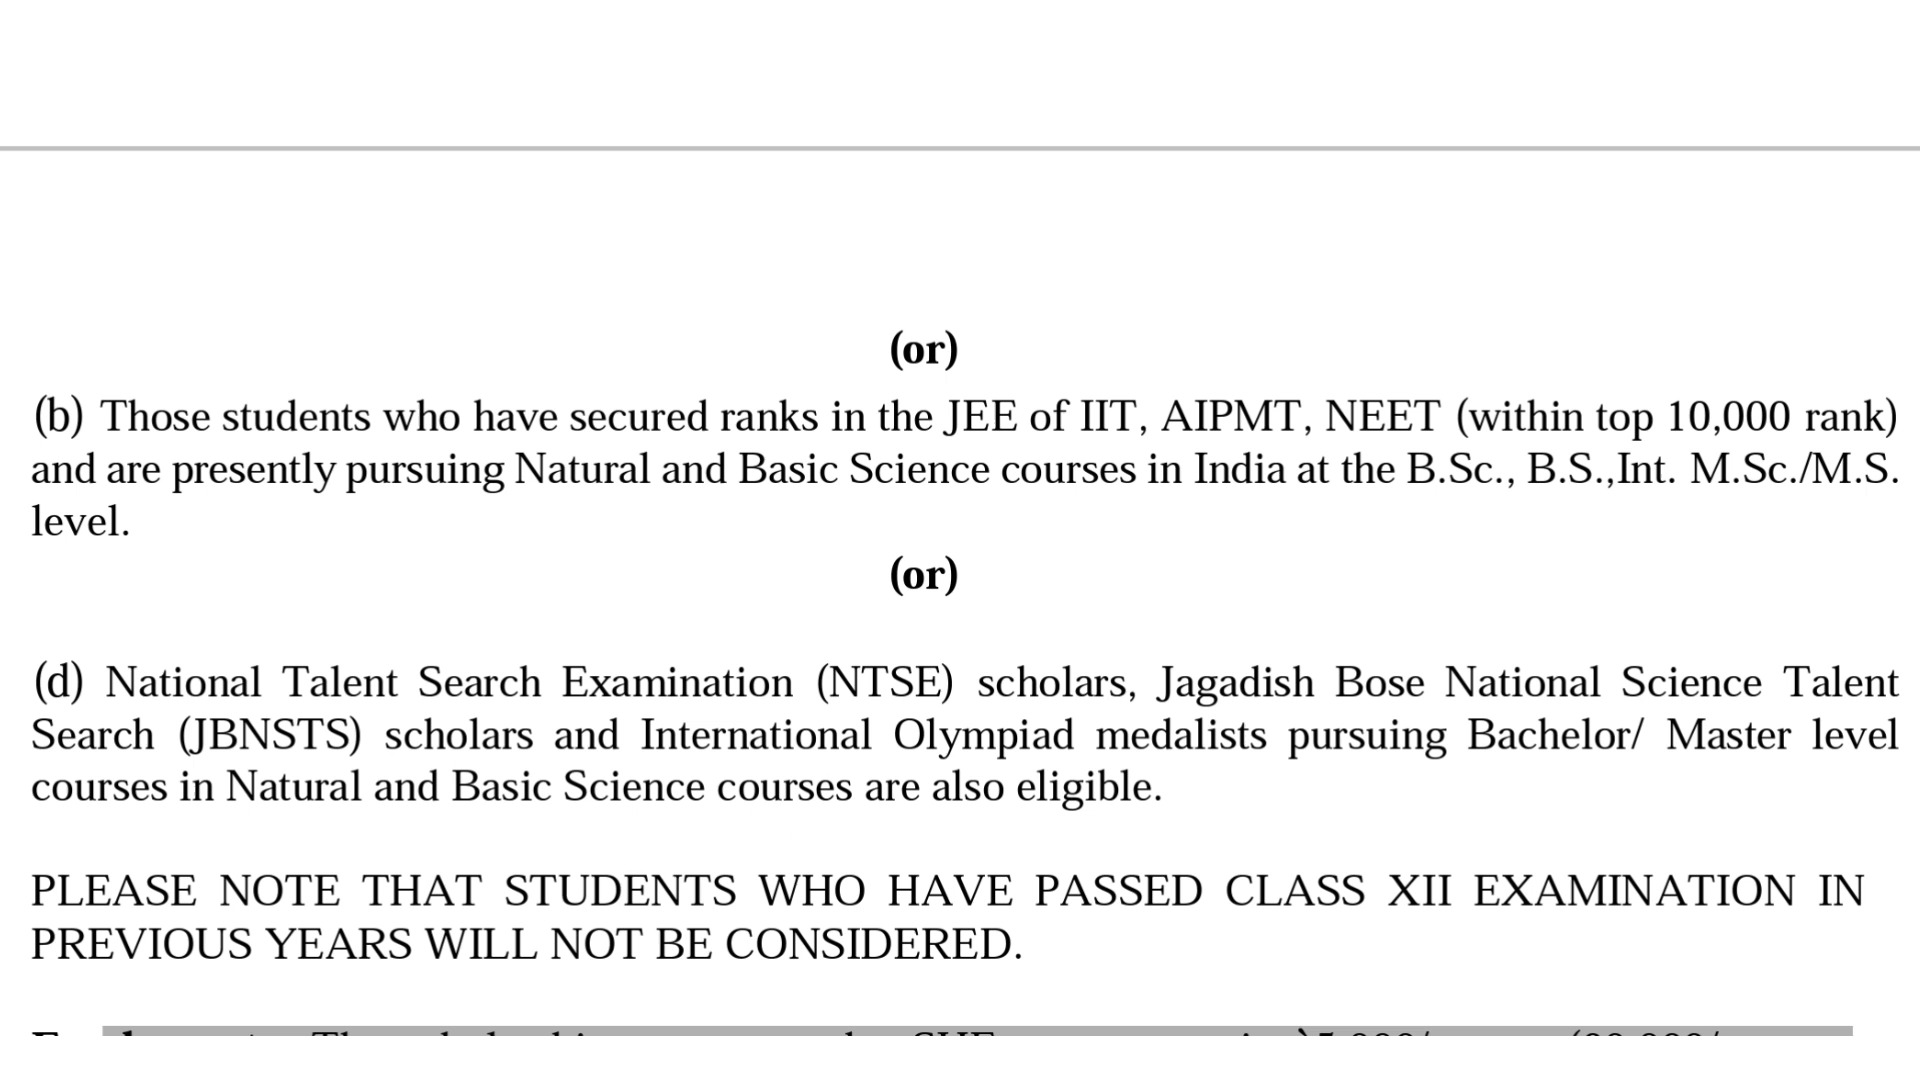 (or)
(b) Those students who have secured ranks in the JEE of IIT, AIPMT, NEET (within top 10,000 rank)
and are presently pursuing Natural and Basic Science courses in India at the B.Sc., B.S.,Int. M.Sc./M.S.
level.
(or)
(d) National Talent Search Examination (NTSE) scholars, Jagadish Bose National Science Talent
Search (JBNSTS) scholars and International Olympiad medalists pursuing Bachelor/ Master level
courses in Natural and Basic Science courses are also eligible.
PLEASE NOTE THAT STUDENTS WHO HAVE PASSED CLASS XII EXAMINATION IN
PREVIOUS YEARS WILL NOT BE CONSIDERED.